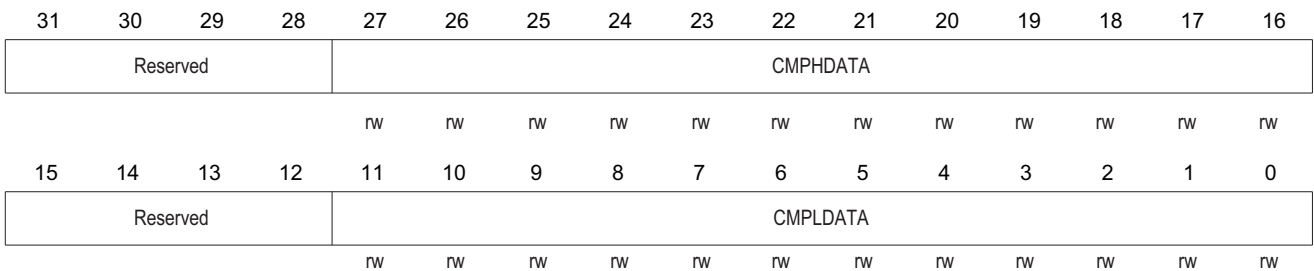 31 30 29 28 27 26 25 24 23 22 21 20 19 18 17 16
Reserved CMPHDATA
rw rw rw rw rw rw rw rw rw rw rw rw
15 14 13 12 11 10 9 8 7 6 5 4 3 2 1 0
Reserved CMPLDATA
rw rw rw rw rw rw rw rw rw rw rw rw